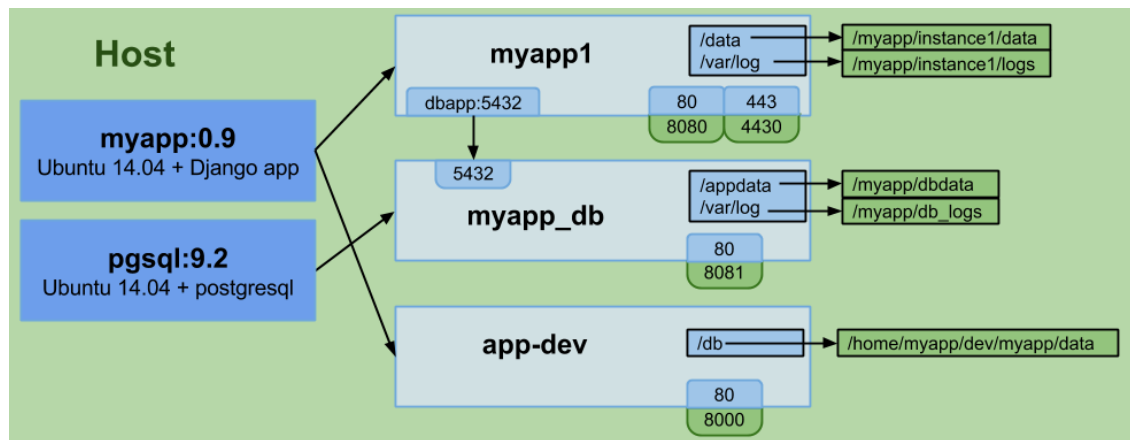 Host
myapp:0.9
Ubuntu 14.04 + Django app
pgsql:9.2
Ubuntu 14.04 + postgresql
myapp1
/data
/var/log
/myapp/instance1/data
/myapp/instance1/logs
dbapp:5432
80
443
8080
4430
5432
myapp_db
/appdata
/var/log
/myapp/dbdata
/myapp/db_logs
80
8081
app-dev
/db
/home/myapp/dev/myapp/data
80
8000